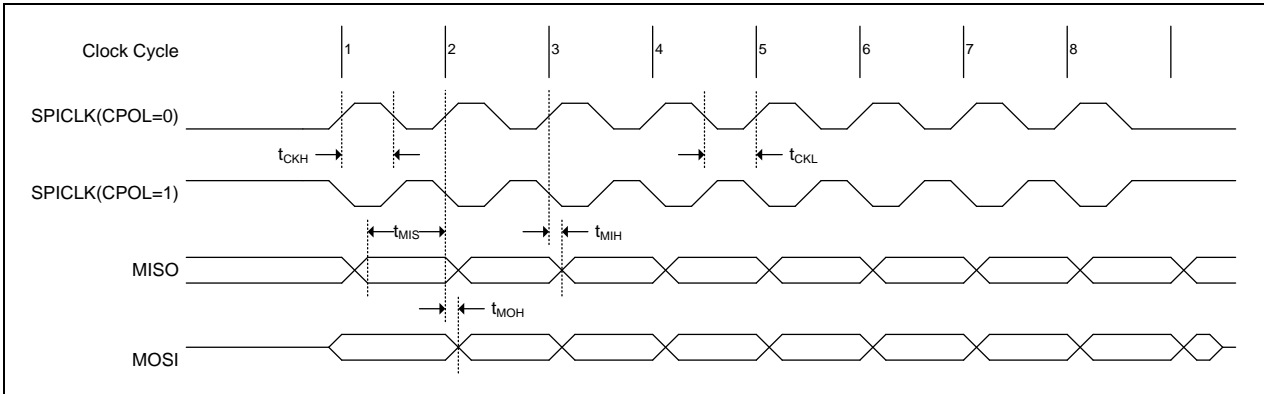 Clock Cycle 1 2 3 4 5 6 7 8
SPICLK(CPOL=0)
tCKH tCKL
SPICLK(CPOL=1)
tMIS tMIH
MISO
tMOH
MOSI